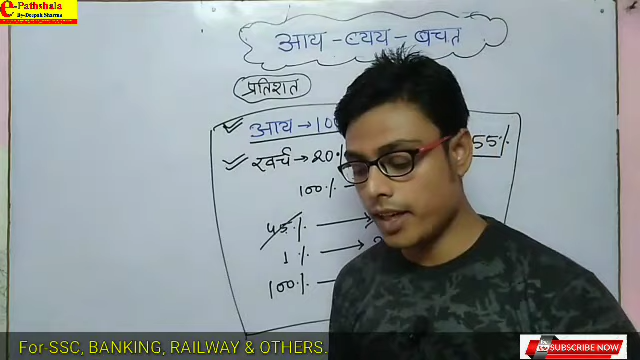 e-Pathshala
By-Deepak Sharma
आय - व्यय - बचत
प्रतिशत
आय → 100
खर्च → 20% 55%
100%
45% →
1% →
100%
For-SSC, BANKING, RAILWAY & OTHERS.
SUBSCRIBE NOW